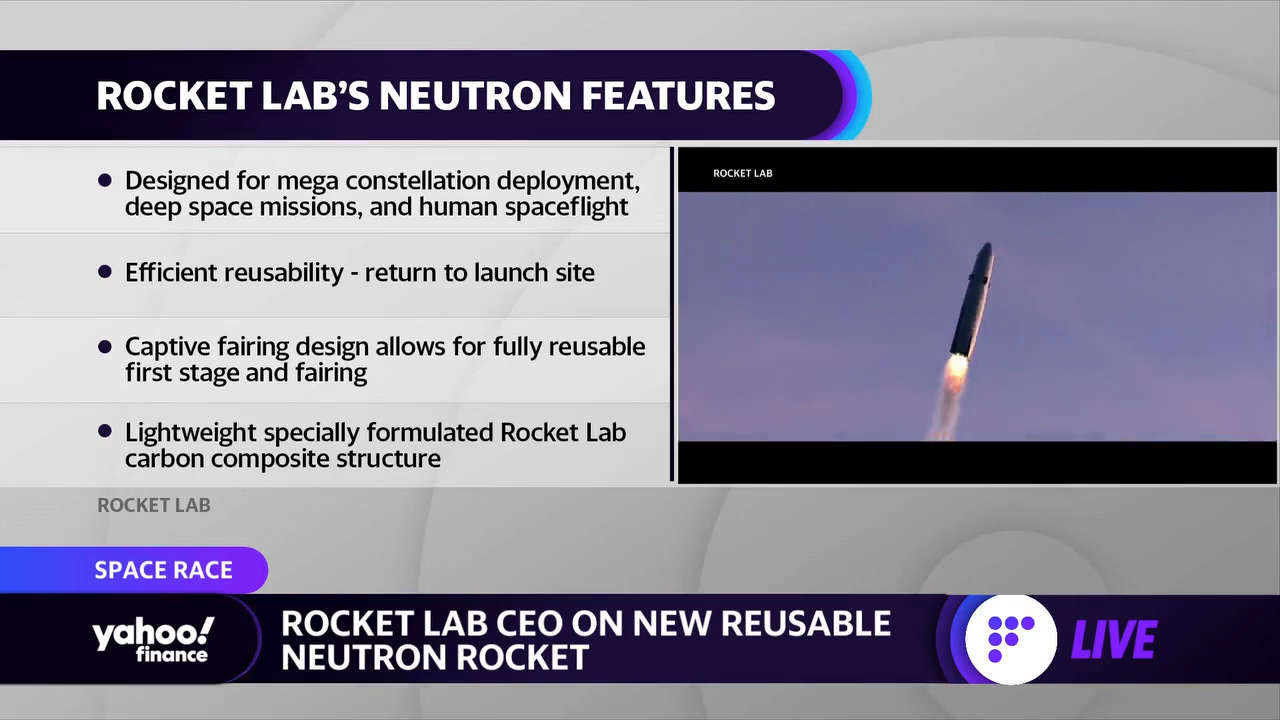 ROCKET LAB'S NEUTRON FEATURES
• Designed for mega constellation deployment,
deep space missions, and human spaceflight
• Efficient reusability - return to launch site
• Captive fairing design allows for fully reusable
first stage and fairing
• Lightweight specially formulated Rocket Lab
carbon composite structure
ROCKET LAB
ROCKET LAB
SPACE RACE
yahoo!
finance
ROCKET LAB CEO ON NEW REUSABLE
NEUTRON ROCKET
LIVE